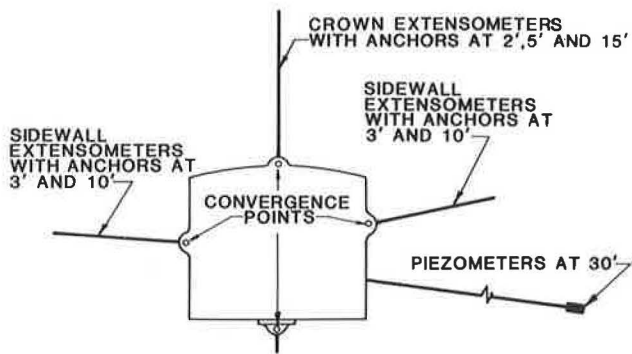 CROWN EXTENSOMETERS
WITH ANCHORS AT 2',5' AND 15'
SIDEWALL
EXTENSOMETERS
WITH ANCHORS AT
3' AND 10'
SIDEWALL
EXTENSOMETERS
WITH ANCHORS AT
3' AND 10'
CONVERGENCE
POINTS
PIEZOMETERS AT 30'